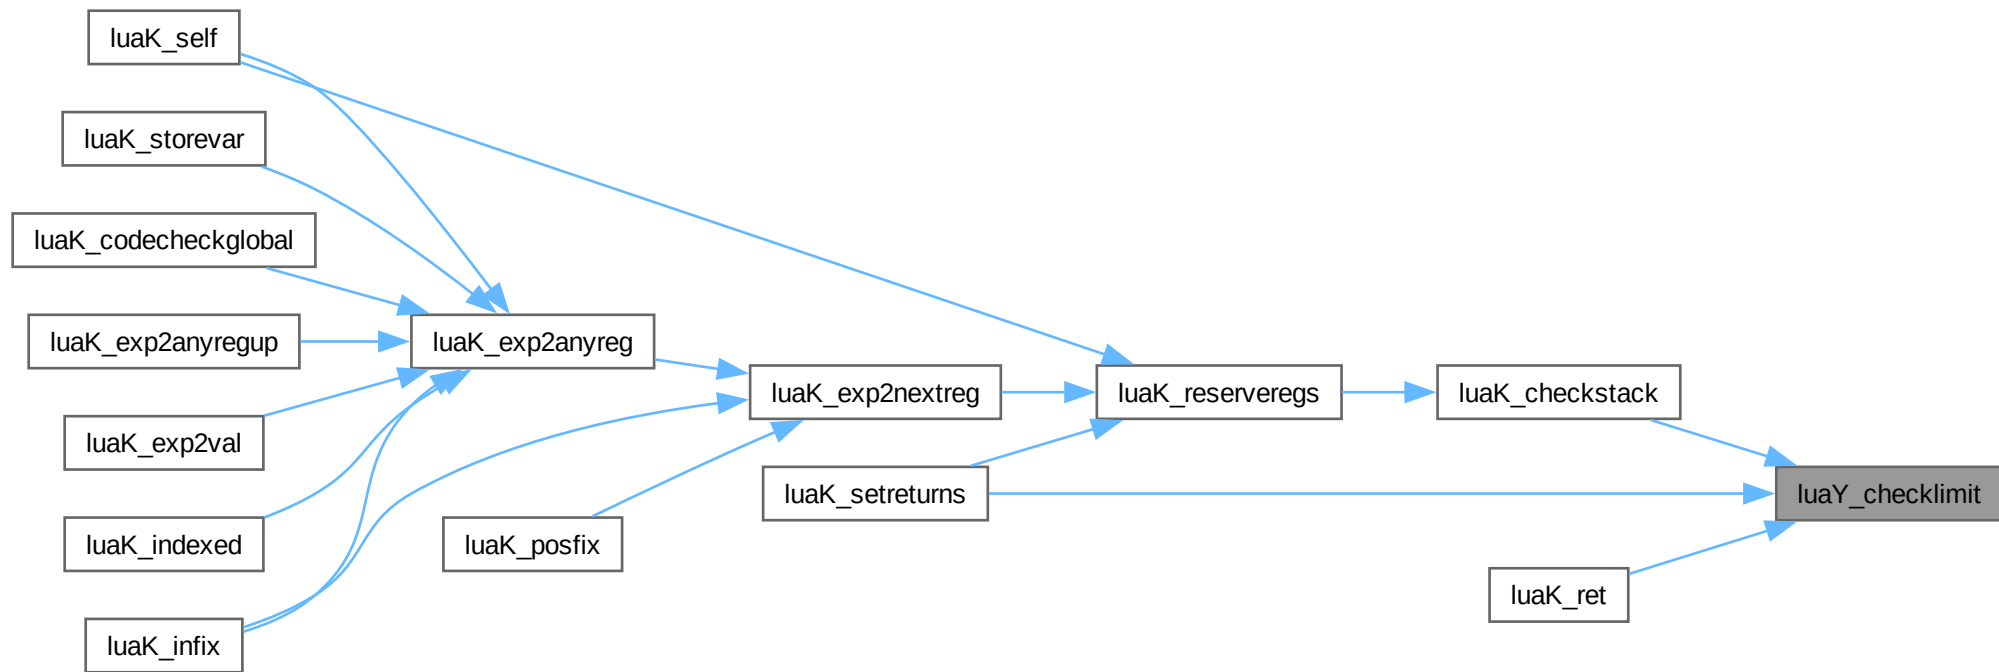 luaK_self
luaK_storevar
luaK_codecheckglobal
luaK_exp2anyregup
luaK_exp2anyreg
luaK_exp2nextreg
luaK_reserveregs
luaK_checkstack
luaK_exp2val
luaK_setreturns
luaY_checklimit
luaK_indexed
luaK_posfix
luaK_ret
luaK_infix